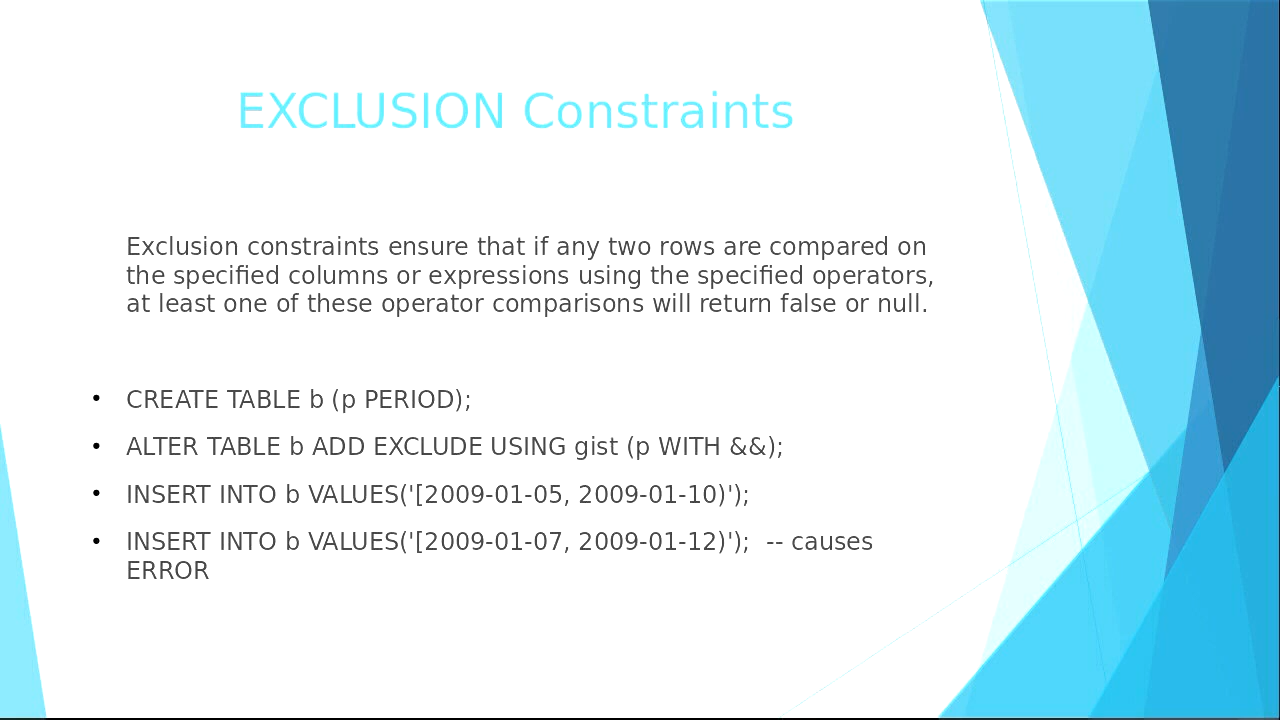 EXCLUSION Constraints
Exclusion constraints ensure that if any two rows are compared on
the specified columns or expressions using the specified operators,
at least one of these operator comparisons will return false or null.
• CREATE TABLE b (p PERIOD);
• ALTER TABLE b ADD EXCLUDE USING gist (p WITH &&);
• INSERT INTO b VALUES('[2009-01-05, 2009-01-10)');
• INSERT INTO b VALUES('[2009-01-07, 2009-01-12)');  -- causes
ERROR